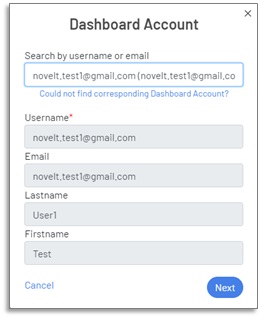 Dashboard Account
Search by username or email
novelt.test1@gmail.com (novelt.test1@gmail.co
Could not find corresponding Dashboard Account?
Username*
novelt.test1@gmail.com
Email
novelt.test1@gmail.com
Lastname
User1
Firstname
Test
Cancel
Next